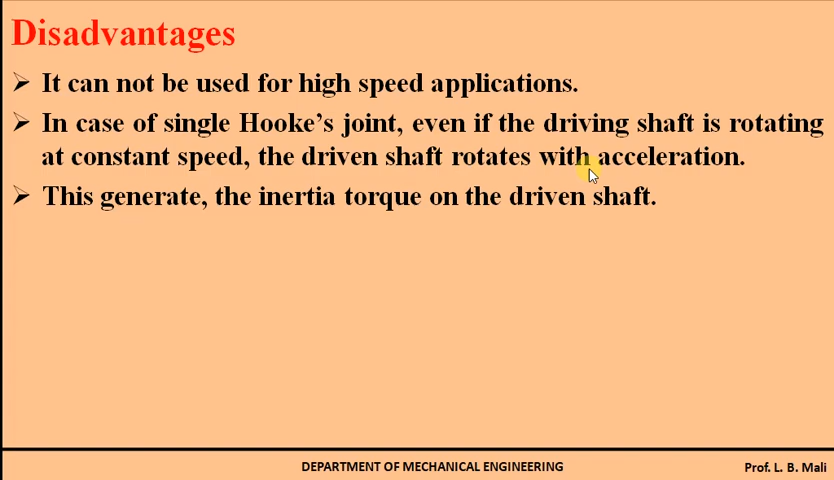 Disadvantages
➢ It can not be used for high speed applications.
➢ In case of single Hooke's joint, even if the driving shaft is rotating
at constant speed, the driven shaft rotates with acceleration.
➢ This generate, the inertia torque on the driven shaft.
DEPARTMENT OF MECHANICAL ENGINEERING
Prof. L. B. Mali